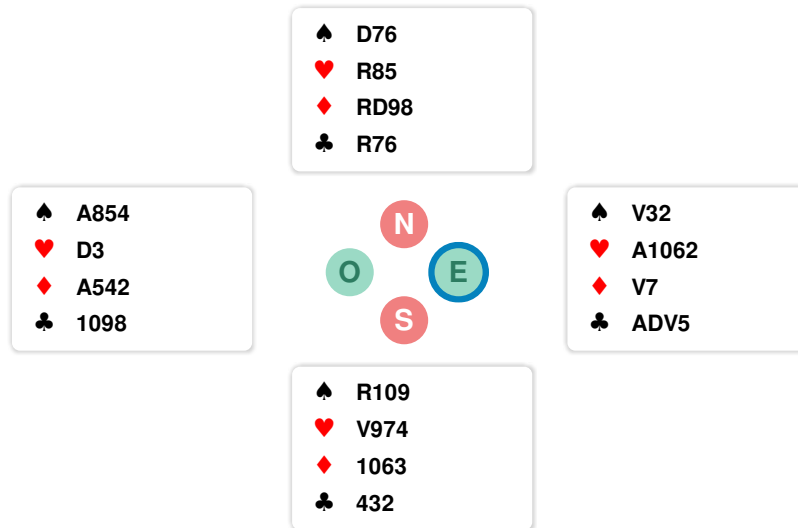 ♠ D76
♥ R85
♦ RD98
♣ R76
♠ A854
♥ D3
♦ A542
♣ 1098
N
O
E
S
♠ V32
♥ A1062
♦ V7
♣ ADV5
♠ R109
♥ V974
♦ 1063
♣ 432